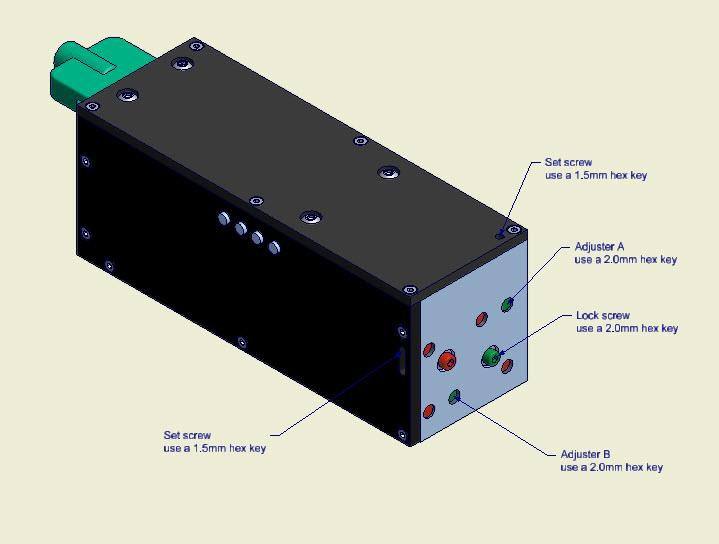 Set screw
use a 1.5mm hex key
Adjuster A
use a 2.0mm hex key
Lock screw
use a 2.0mm hex key
Set screw
use a 1.5mm hex key
Adjuster B
use a 2.0mm hex key